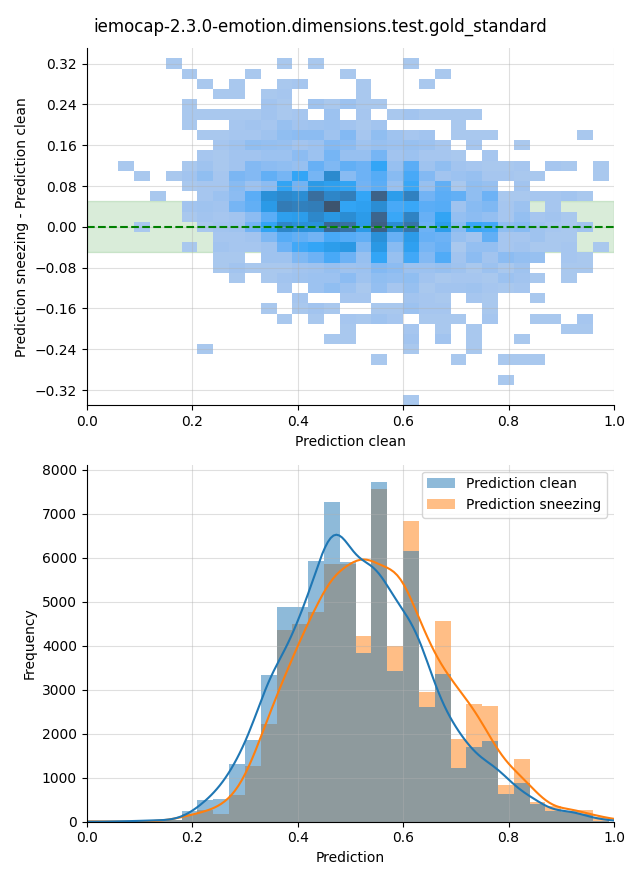 iemocap-2.3.0-emotion.dimensions.test.gold_standard
0.32
0.24
0.16
0.08
0.00
−0.08
−0.16
−0.24
−0.32
Prediction sneezing - Prediction clean
0.0 0.2 0.4 0.6 0.8 1.0
Prediction clean
8000
7000
6000
5000
4000
3000
2000
1000
0
Frequency
Prediction clean
Prediction sneezing
0.0 0.2 0.4 0.6 0.8 1.0
Prediction